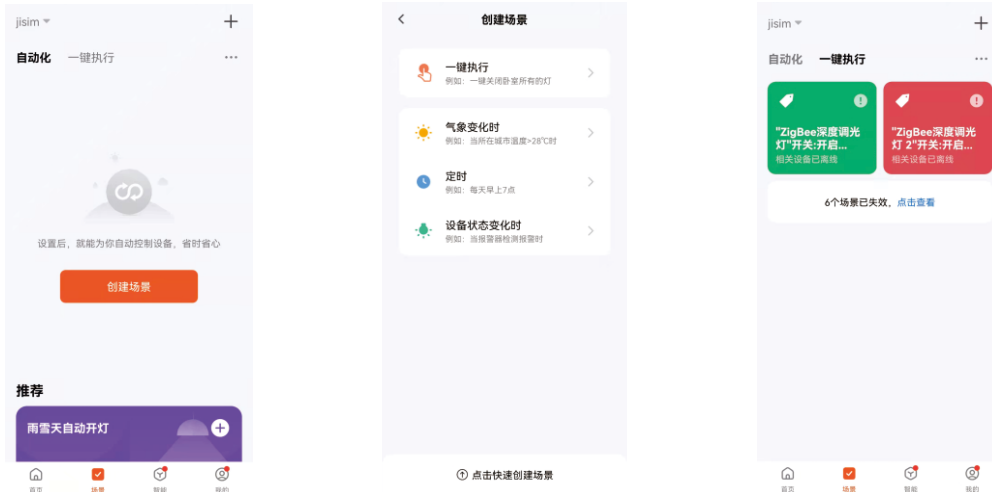 jisim
自动化 一键执行
设置后，就能为你自动控制设备，省时省心
创建场景
推荐
雨雪天自动开灯
首页 场景 智能 我的
创建场景
一键执行
例如：一键关闭卧室所有的灯
气象变化时
例如：当所在城市温度>28℃时
定时
例如：每天早上7点
设备状态变化时
例如：当报警器检测报警时
点击快速创建场景
jisim
自动化 一键执行
"ZigBee深度调光
灯"开关:开启...
相关设备已离线
"ZigBee深度调光
灯 2"开关:开启...
相关设备已离线
6个场景已失效，点击查看
首页 场景 智能 我的